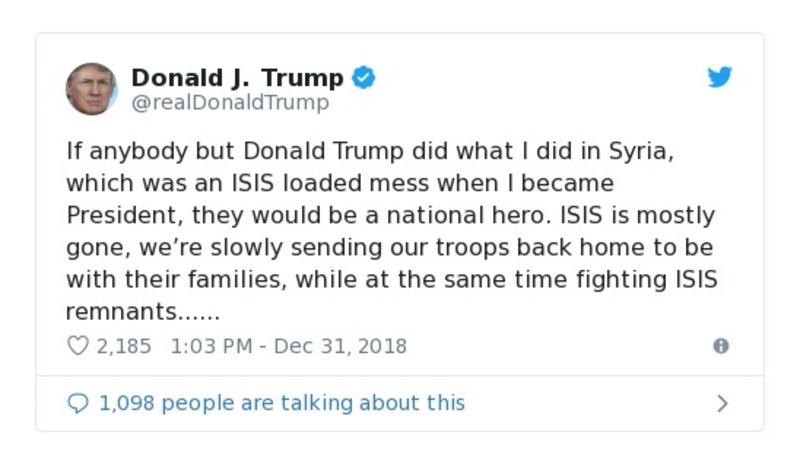 Donald J. Trump
@realDonaldTrump
If anybody but Donald Trump did what I did in Syria,
which was an ISIS loaded mess when I became
President, they would be a national hero. ISIS is mostly
gone, we’re slowly sending our troops back home to be
with their families, while at the same time fighting ISIS
remnants......
2,185 1:03 PM - Dec 31, 2018
1,098 people are talking about this